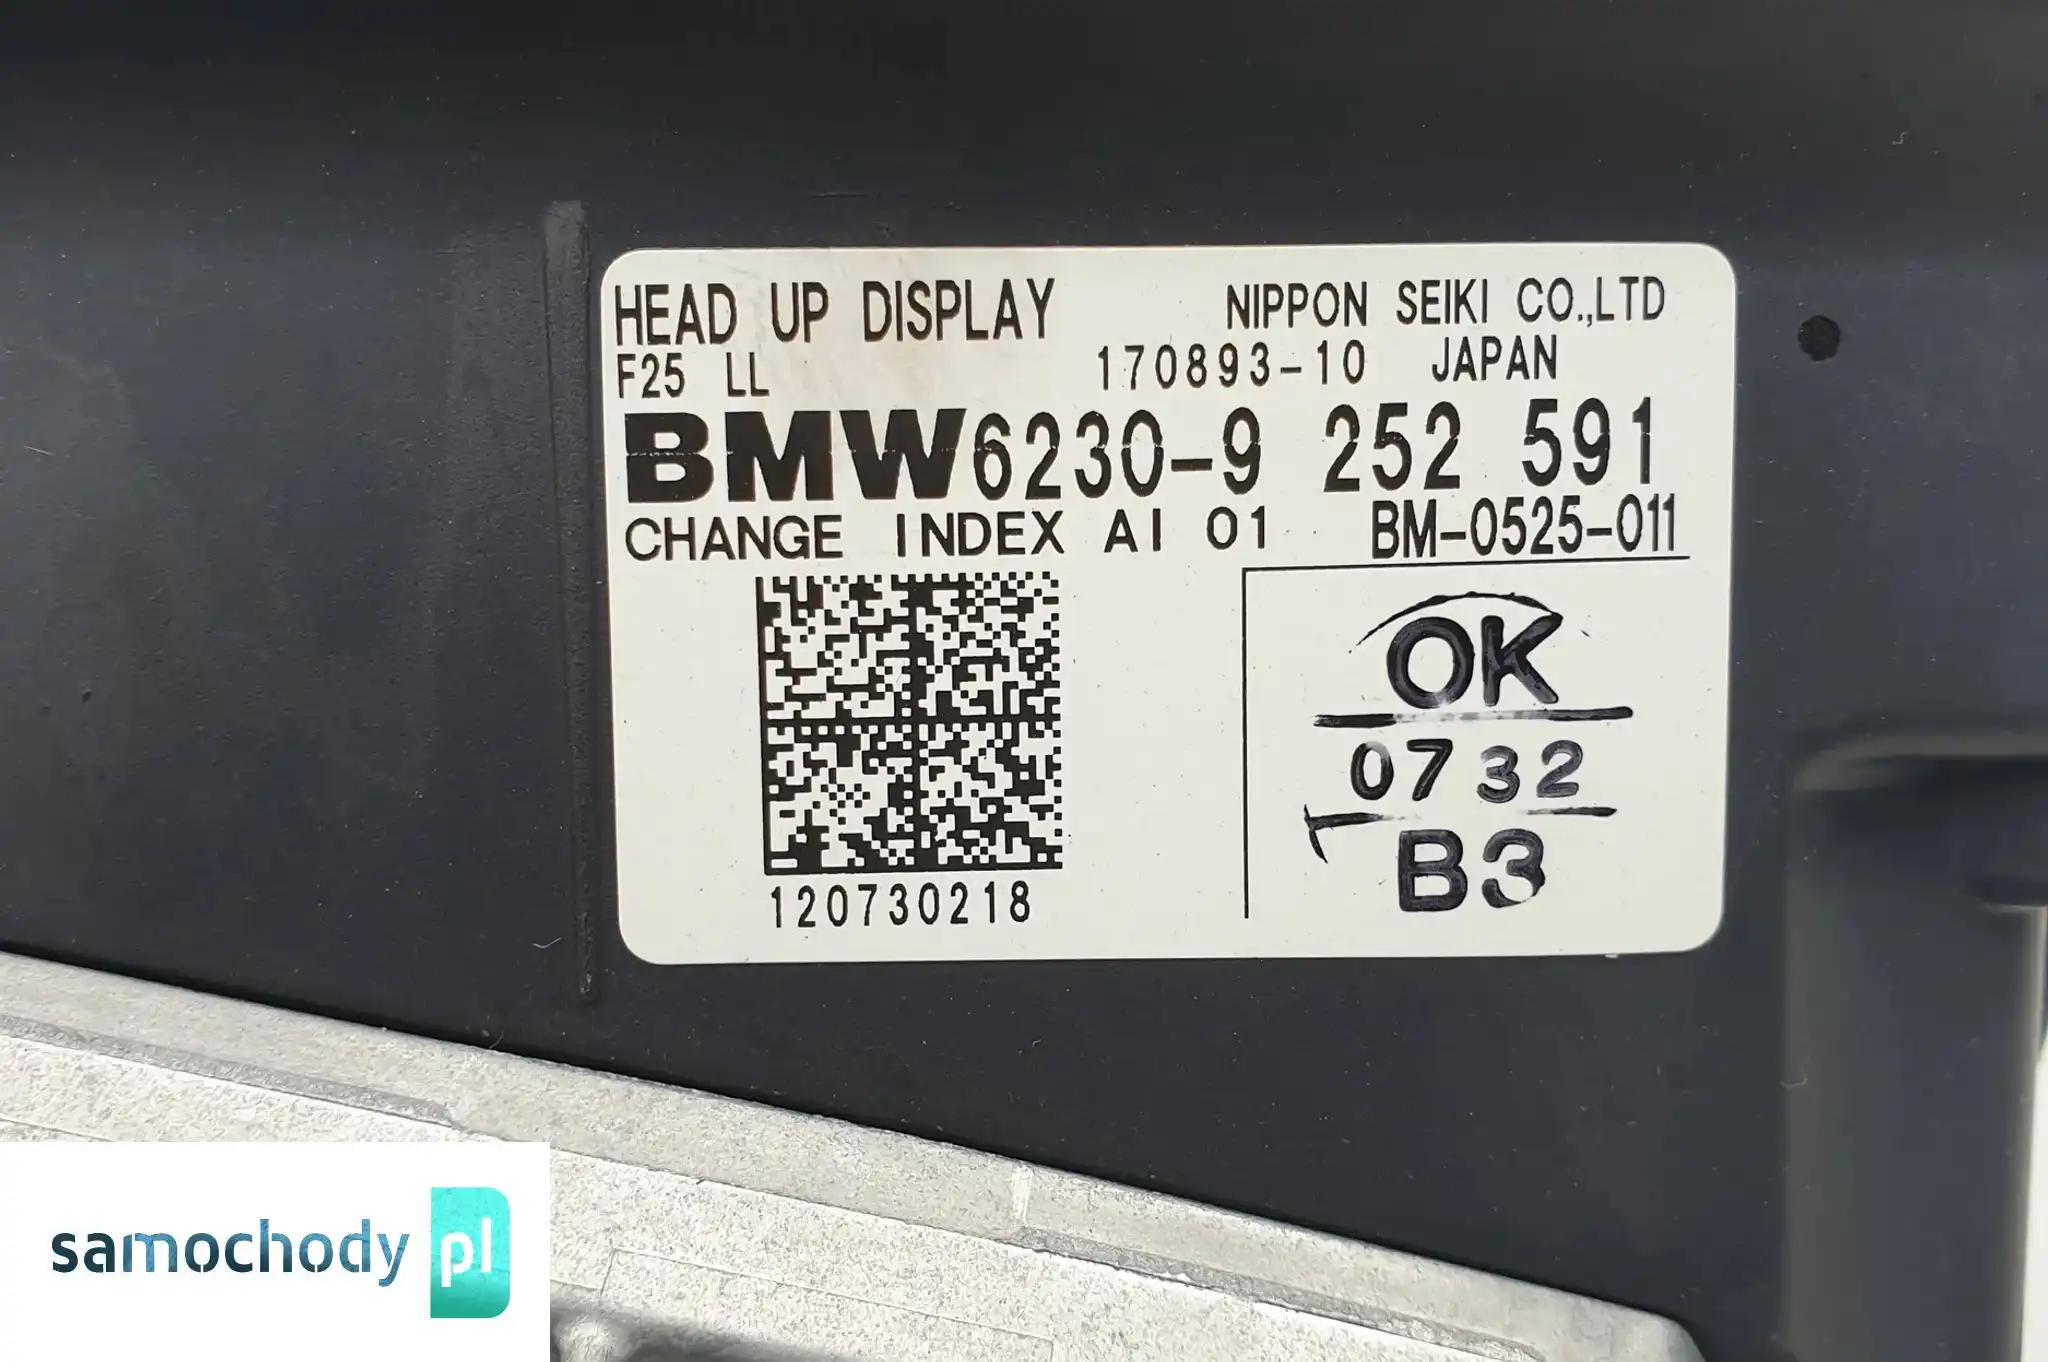 HEAD UP DISPLAY NIPPON SEIKI CO.,LTD
F25 LL 170893-10 JAPAN
BMW6230-9 252 591
CHANGE INDEX AI 01 BM-0525-011
OK
0732
B3
120730218
samochody pl